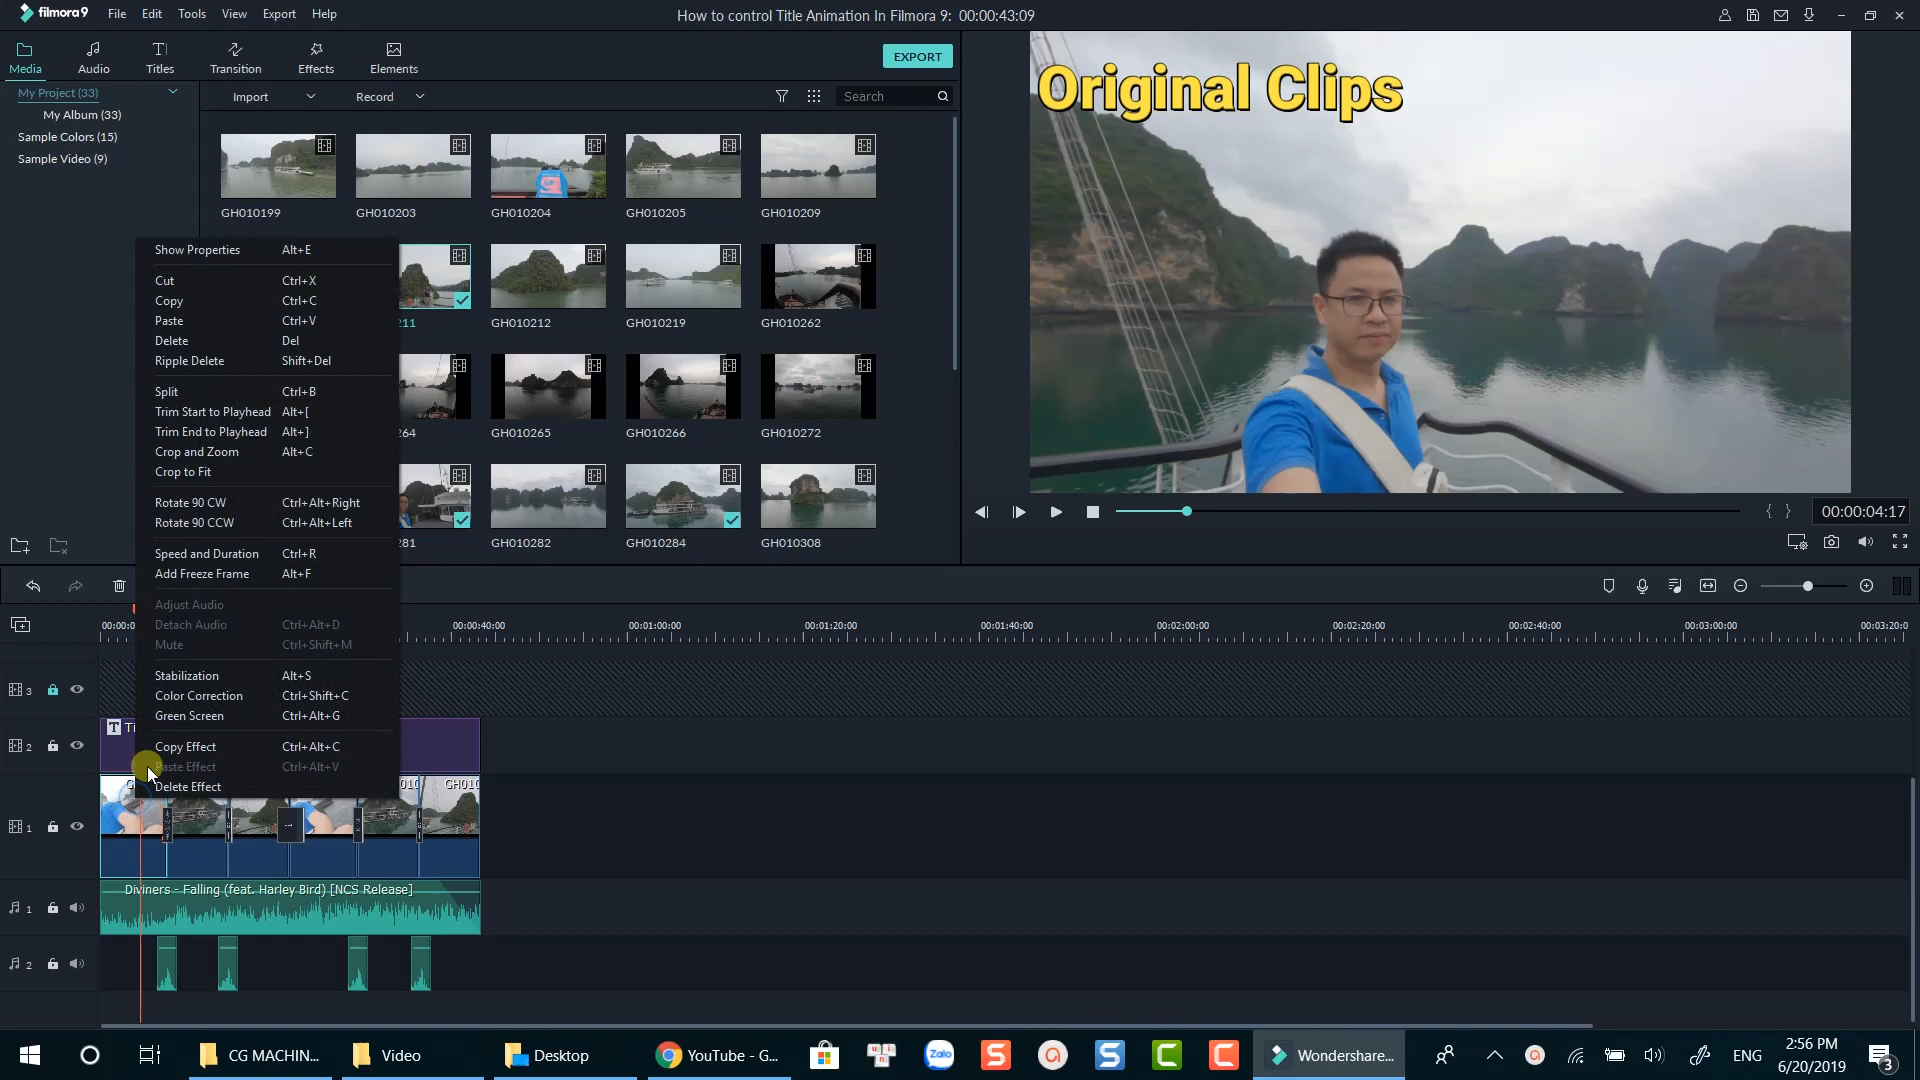 filmora9 File Edit Tools View Export Help How to control Title Animation In Filmora 9: 00:00:43:09
Media Audio Titles Transition Effects Elements EXPORT
My Project (33)
My Album (33)
Sample Colors (15)
Sample Video (9)
Import Record Search
GH010199 GH010203 GH010204 GH010205 GH010209
211 GH010212 GH010219 GH010262
264 GH010265 GH010266 GH010272
281 GH010282 GH010284 GH010308
Original Clips
00:00:04:17
Show Properties Alt+E
Cut Ctrl+X
Copy Ctrl+C
Paste Ctrl+V
Delete Del
Ripple Delete Shift+Del
Split Ctrl+B
Trim Start to Playhead Alt+[
Trim End to Playhead Alt+]
Crop and Zoom Alt+C
Crop to Fit
Rotate 90 CW Ctrl+Alt+Right
Rotate 90 CCW Ctrl+Alt+Left
Speed and Duration Ctrl+R
Add Freeze Frame Alt+F
Adjust Audio
Detach Audio Ctrl+Alt+D
Mute Ctrl+Shift+M
Stabilization Alt+S
Color Correction Ctrl+Shift+C
Green Screen Ctrl+Alt+G
Copy Effect Ctrl+Alt+C
Paste Effect Ctrl+Alt+V
Delete Effect
00:00:0 00:00:40:00 00:01:00:00 00:01:20:00 00:01:40:00 00:02:00:00 00:02:20:00 00:02:40:00 00:03:00:00 00:03:20:0
3
2 T Ti
1 G 010 GH010
1 Diviners - Falling (feat. Harley Bird) [NCS Release]
2
CG MACHIN... Video Desktop YouTube - G... Zalo Wondershare... ENG 2:56 PM
6/20/2019 3